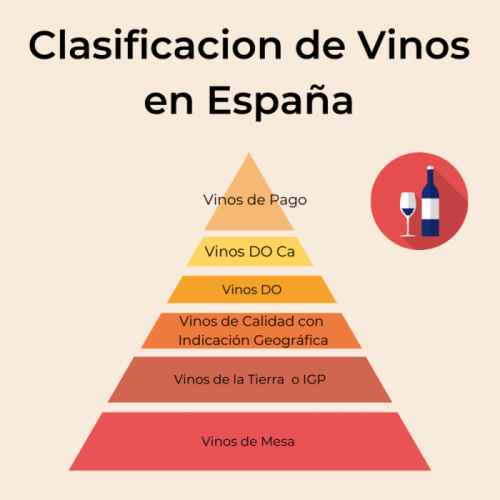 Clasificacion de Vinos
en España
Vinos de Pago
Vinos DO Ca
Vinos DO
Vinos de Calidad con
Indicación Geográfica
Vinos de la Tierra o IGP
Vinos de Mesa